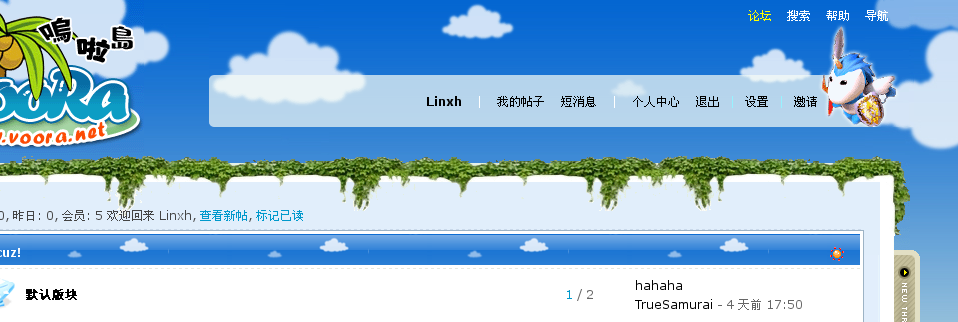 论坛 搜索 帮助 导航
嗚啦島
ooRa
.voora.net
Linxh 我的帖子 短消息 个人中心 退出 设置 邀请
0, 昨日: 0, 会员: 5 欢迎回来 Linxh, 查看新帖, 标记已读
cuz!
默认版块 1 / 2 hahaha
TrueSamurai - 4 天前 17:50
NEW THR